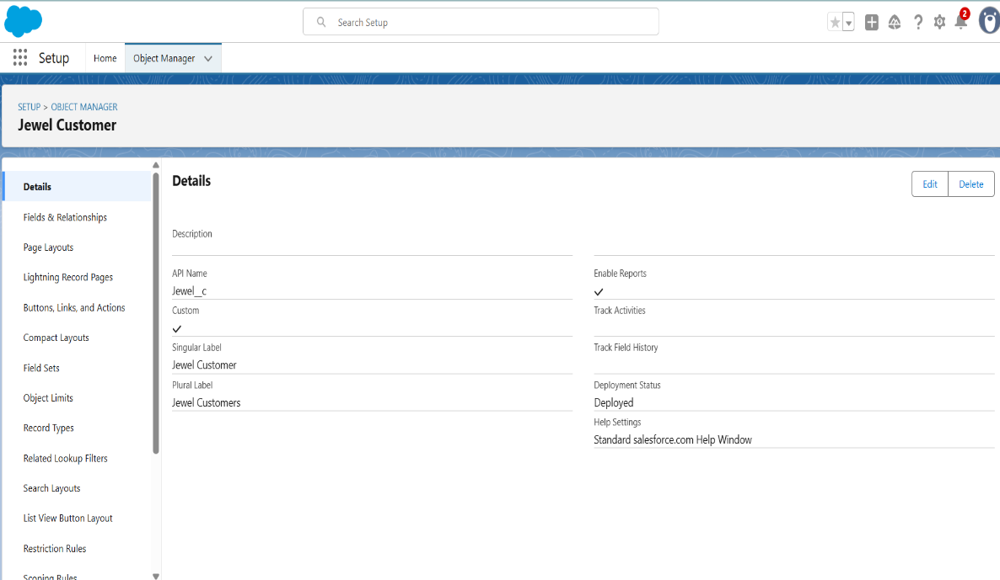 Search Setup
2
Setup
Home
Object Manager
SETUP > OBJECT MANAGER
Jewel Customer
Details
Fields & Relationships
Page Layouts
Lightning Record Pages
Buttons, Links, and Actions
Compact Layouts
Field Sets
Object Limits
Record Types
Related Lookup Filters
Search Layouts
List View Button Layout
Restriction Rules
Scoping Rules
Details
Edit
Delete
Description
API Name
Jewel__c
Custom
Singular Label
Jewel Customer
Plural Label
Jewel Customers
Enable Reports
Track Activities
Track Field History
Deployment Status
Deployed
Help Settings
Standard salesforce.com Help Window